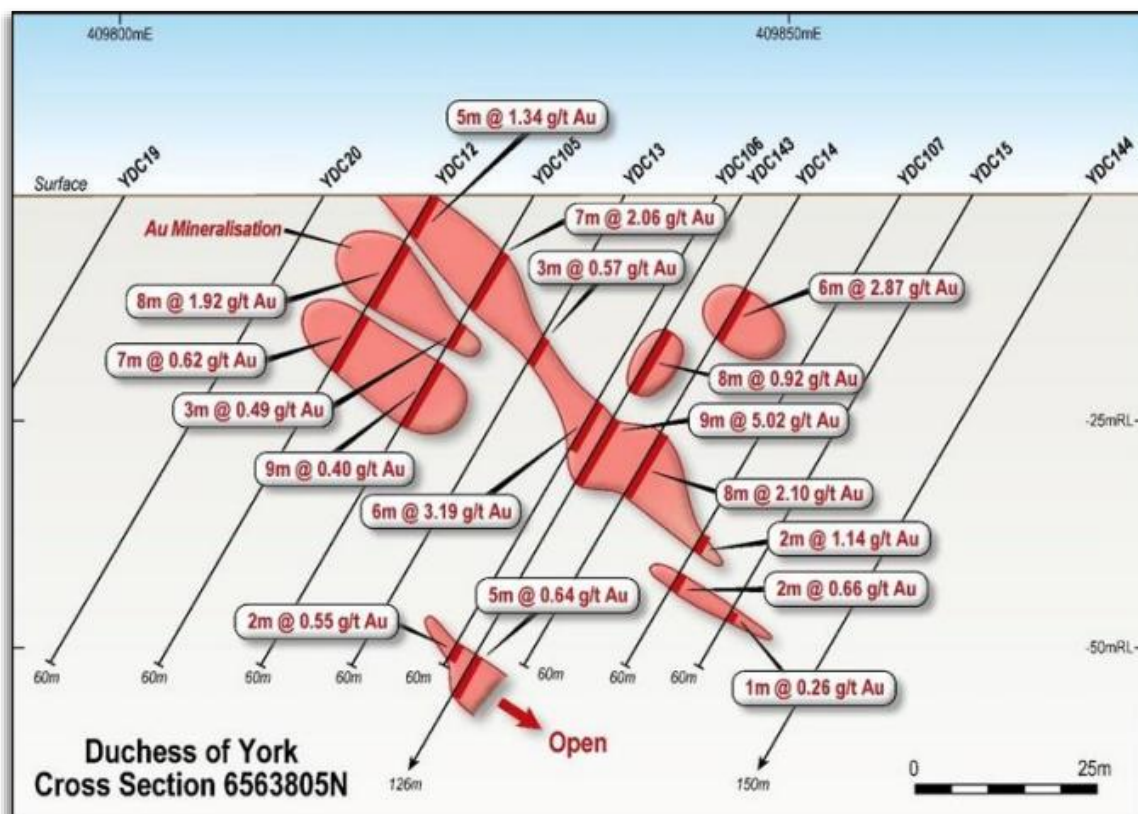 409800mE
409850mE
5m @ 1.34 g/t Au
YDC19
YDC20
YDC12
YDC105
YDC13
YDC106
YDC143
YDC14
YDC107
YDC15
YDC144
Surface
Au Mineralisation
7m @ 2.06 g/t Au
3m @ 0.57 g/t Au
8m @ 1.92 g/t Au
6m @ 2.87 g/t Au
7m @ 0.62 g/t Au
8m @ 0.92 g/t Au
3m @ 0.49 g/t Au
9m @ 5.02 g/t Au
-25mRL
9m @ 0.40 g/t Au
8m @ 2.10 g/t Au
6m @ 3.19 g/t Au
2m @ 1.14 g/t Au
2m @ 0.66 g/t Au
5m @ 0.64 g/t Au
2m @ 0.55 g/t Au
-50mRL
60m
60m
60m
60m
60m
60m
60m
60m
1m @ 0.26 g/t Au
Open
Duchess of York
Cross Section 6563805N
126m
150m
0
25m